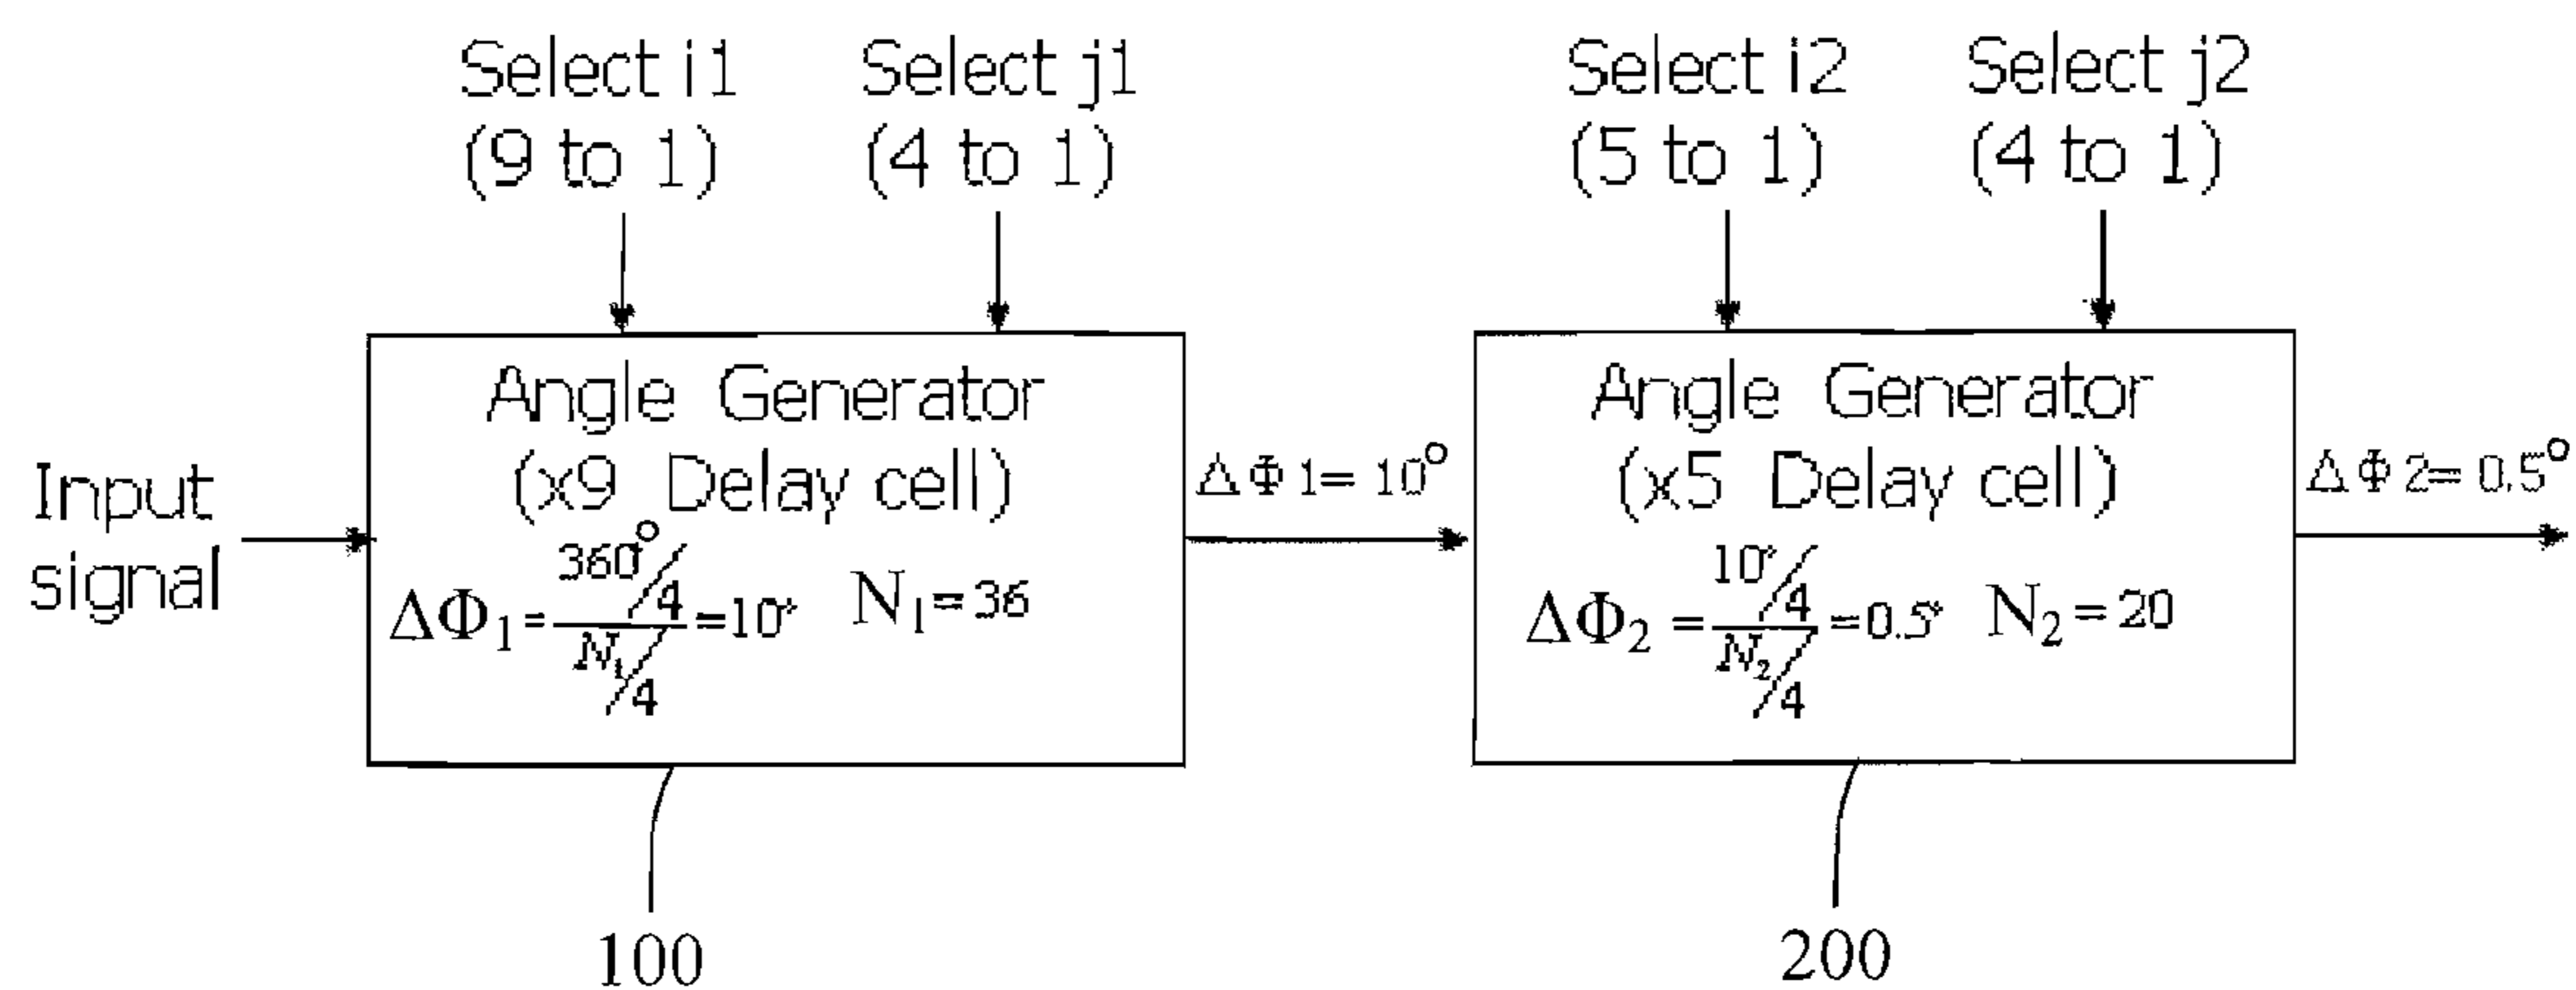 Select i1
(9 to 1)
Select j1
(4 to 1)
Select i2
(5 to 1)
Select j2
(4 to 1)
Input
signal
Angle Generator
(x9 Delay cell)
ΔΦ₁=(360°/4)/(N₁/4)=10° N₁=36
100
ΔΦ1=10°
Angle Generator
(x5 Delay cell)
ΔΦ₂=(10°/4)/(N₂/4)=0.5° N₂=20
200
ΔΦ2=0.5°